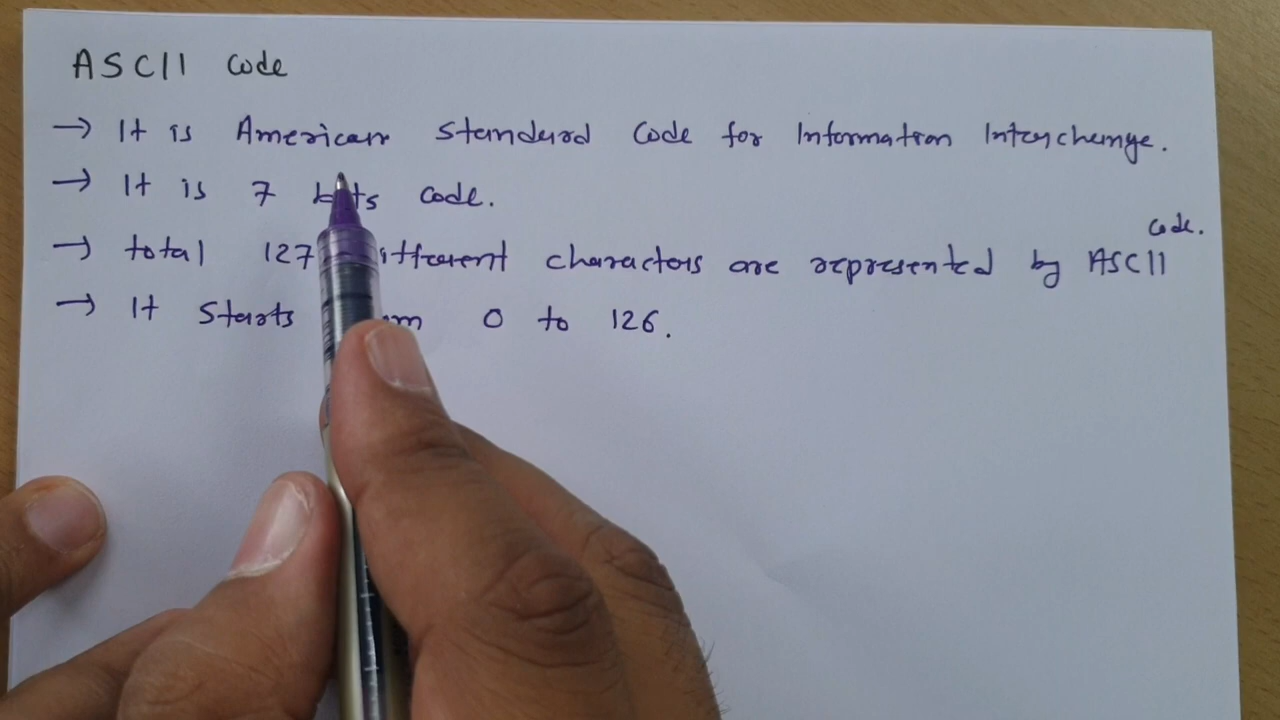 ASCII Code
→ It is American Standard Code for Information Interchange.
→ It is 7 bits code.
→ total 127 different characters are represented by ASCII code.
→ It starts from 0 to 126.